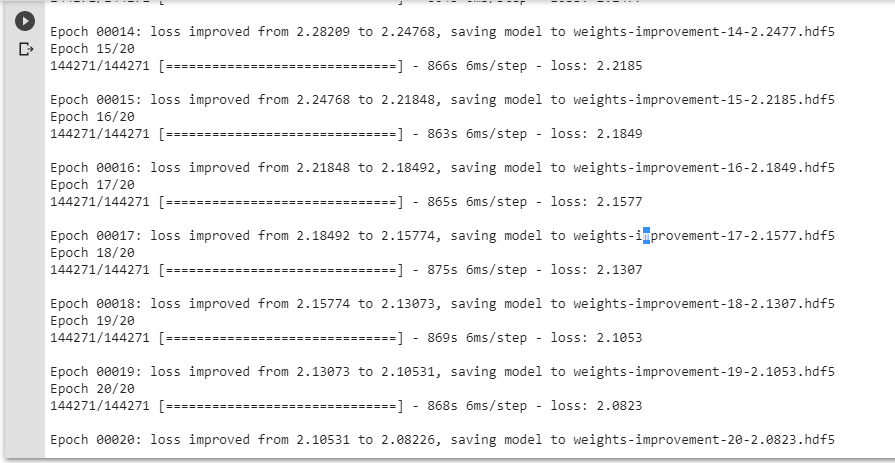 Epoch 00014: loss improved from 2.28209 to 2.24768, saving model to weights-improvement-14-2.2477.hdf5
Epoch 15/20
144271/144271 [==============================] - 866s 6ms/step - loss: 2.2185
Epoch 00015: loss improved from 2.24768 to 2.21848, saving model to weights-improvement-15-2.2185.hdf5
Epoch 16/20
144271/144271 [==============================] - 863s 6ms/step - loss: 2.1849
Epoch 00016: loss improved from 2.21848 to 2.18492, saving model to weights-improvement-16-2.1849.hdf5
Epoch 17/20
144271/144271 [==============================] - 865s 6ms/step - loss: 2.1577
Epoch 00017: loss improved from 2.18492 to 2.15774, saving model to weights-improvement-17-2.1577.hdf5
Epoch 18/20
144271/144271 [==============================] - 875s 6ms/step - loss: 2.1307
Epoch 00018: loss improved from 2.15774 to 2.13073, saving model to weights-improvement-18-2.1307.hdf5
Epoch 19/20
144271/144271 [==============================] - 869s 6ms/step - loss: 2.1053
Epoch 00019: loss improved from 2.13073 to 2.10531, saving model to weights-improvement-19-2.1053.hdf5
Epoch 20/20
144271/144271 [==============================] - 868s 6ms/step - loss: 2.0823
Epoch 00020: loss improved from 2.10531 to 2.08226, saving model to weights-improvement-20-2.0823.hdf5